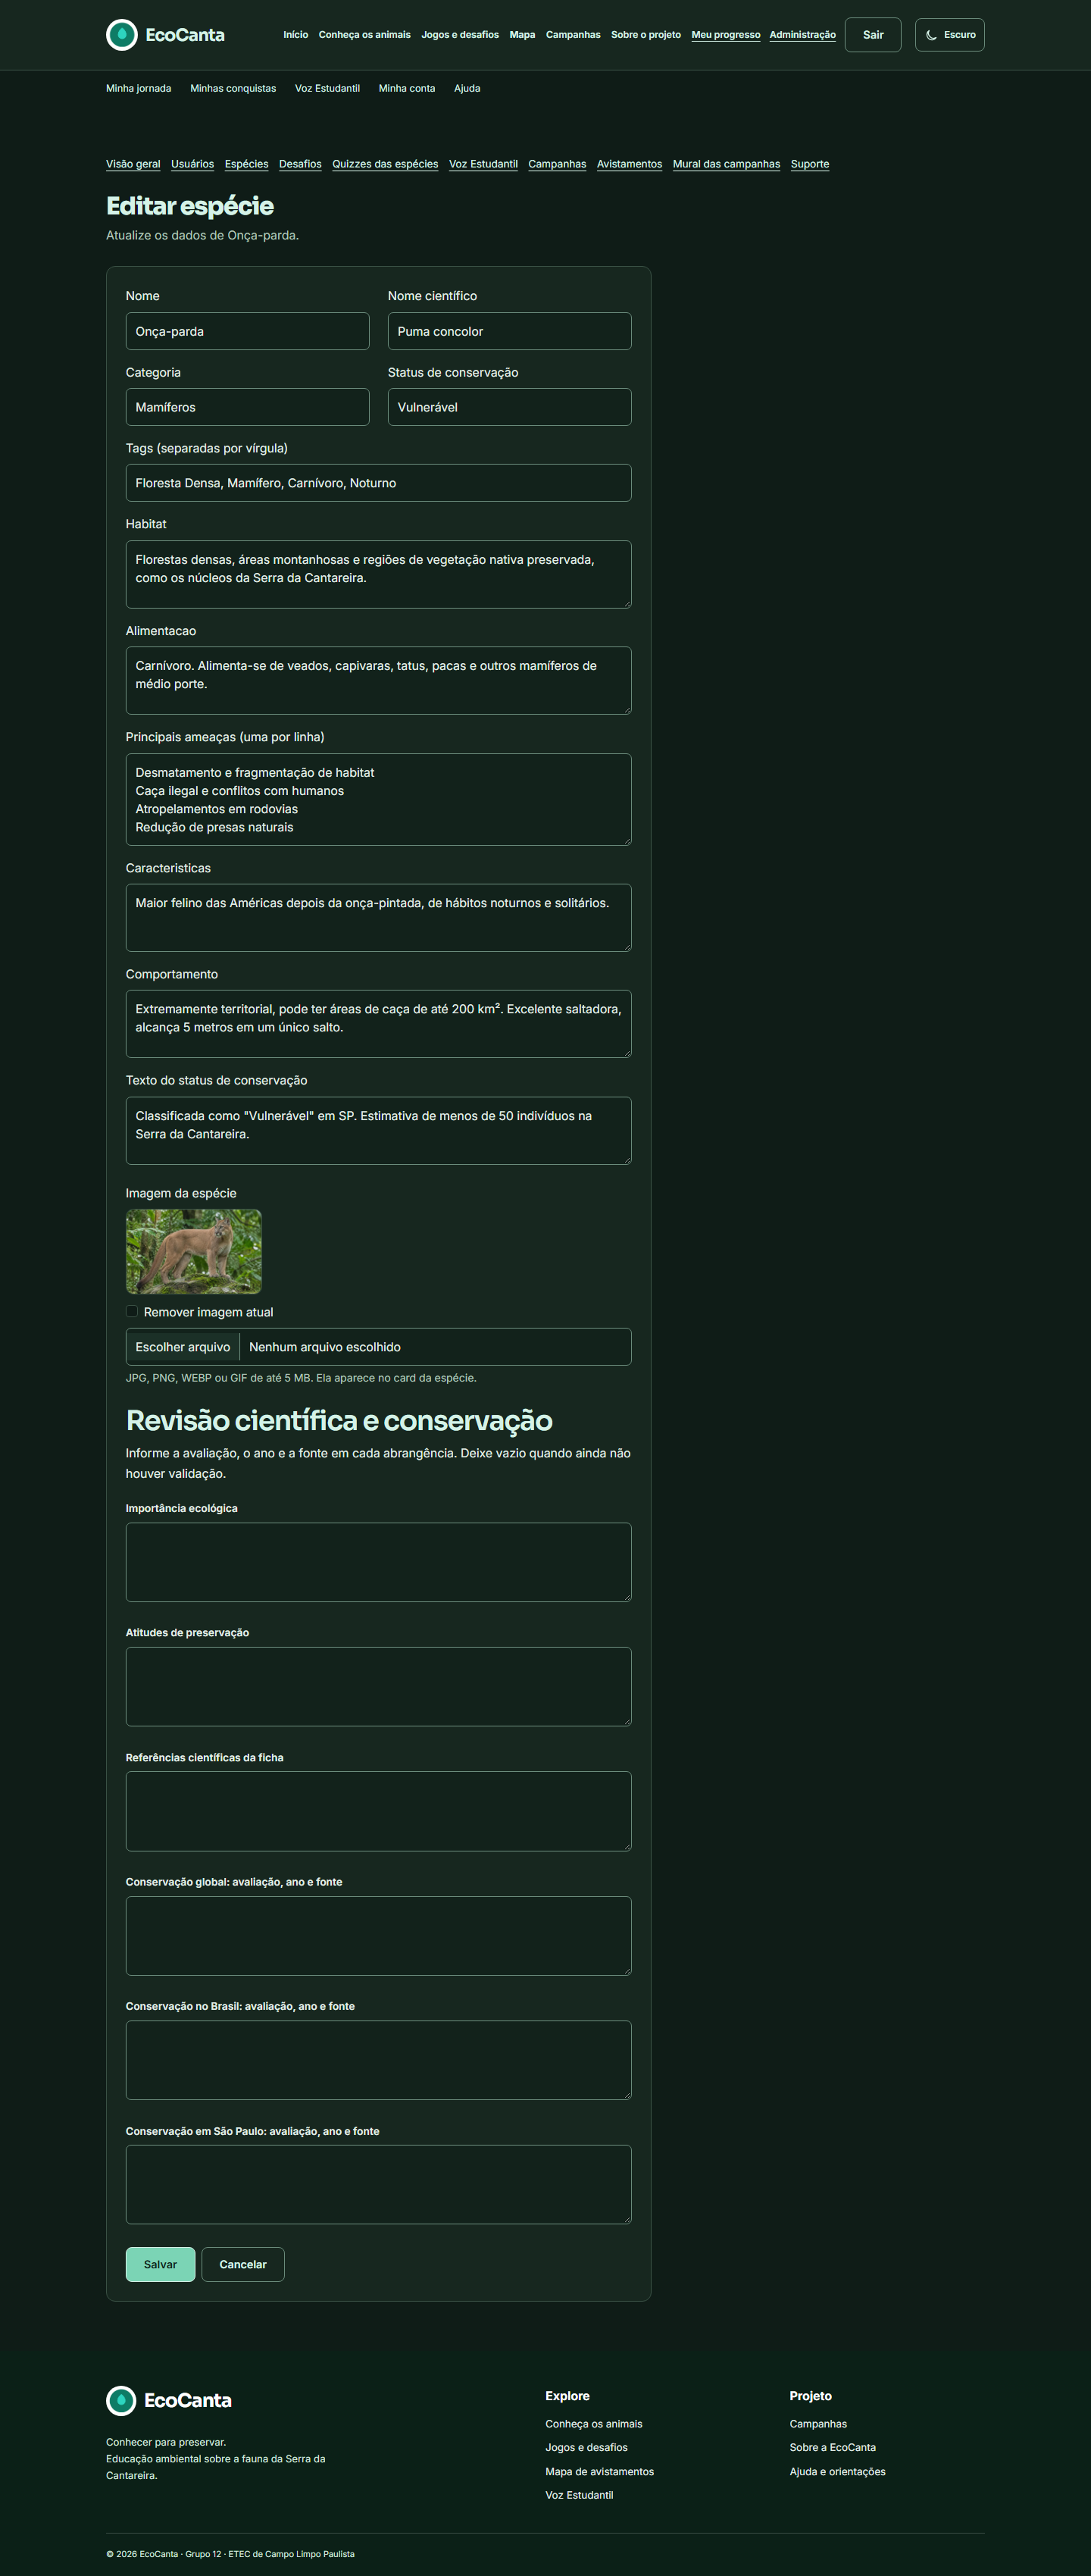 EcoCanta
Início Conheça os animais Jogos e desafios Mapa Campanhas Sobre o projeto Meu progresso Administração Sair Escuro
Minha jornada Minhas conquistas Voz Estudantil Minha conta Ajuda
Visão geral Usuários Espécies Desafios Quizzes das espécies Voz Estudantil Campanhas Avistamentos Mural das campanhas Suporte
Editar espécie
Atualize os dados de Onça-parda.
Nome Nome científico
Onça-parda Puma concolor
Categoria Status de conservação
Mamíferos Vulnerável
Tags (separadas por vírgula)
Floresta Densa, Mamífero, Carnívoro, Noturno
Habitat
Florestas densas, áreas montanhosas e regiões de vegetação nativa preservada,
como os núcleos da Serra da Cantareira.
Alimentacao
Carnívoro. Alimenta-se de veados, capivaras, tatus, pacas e outros mamíferos de
médio porte.
Principais ameaças (uma por linha)
Desmatamento e fragmentação de habitat
Caça ilegal e conflitos com humanos
Atropelamentos em rodovias
Redução de presas naturais
Caracteristicas
Maior felino das Américas depois da onça-pintada, de hábitos noturnos e solitários.
Comportamento
Extremamente territorial, pode ter áreas de caça de até 200 km². Excelente saltadora,
alcança 5 metros em um único salto.
Texto do status de conservação
Classificada como "Vulnerável" em SP. Estimativa de menos de 50 indivíduos na
Serra da Cantareira.
Imagem da espécie
Remover imagem atual
Escolher arquivo Nenhum arquivo escolhido
JPG, PNG, WEBP ou GIF de até 5 MB. Ela aparece no card da espécie.
Revisão científica e conservação
Informe a avaliação, o ano e a fonte em cada abrangência. Deixe vazio quando ainda não
houver validação.
Importância ecológica
Atitudes de preservação
Referências científicas da ficha
Conservação global: avaliação, ano e fonte
Conservação no Brasil: avaliação, ano e fonte
Conservação em São Paulo: avaliação, ano e fonte
Salvar Cancelar
EcoCanta
Conhecer para preservar.
Educação ambiental sobre a fauna da Serra da
Cantareira.
Explore
Conheça os animais
Jogos e desafios
Mapa de avistamentos
Voz Estudantil
Projeto
Campanhas
Sobre a EcoCanta
Ajuda e orientações
© 2026 EcoCanta · Grupo 12 · ETEC de Campo Limpo Paulista